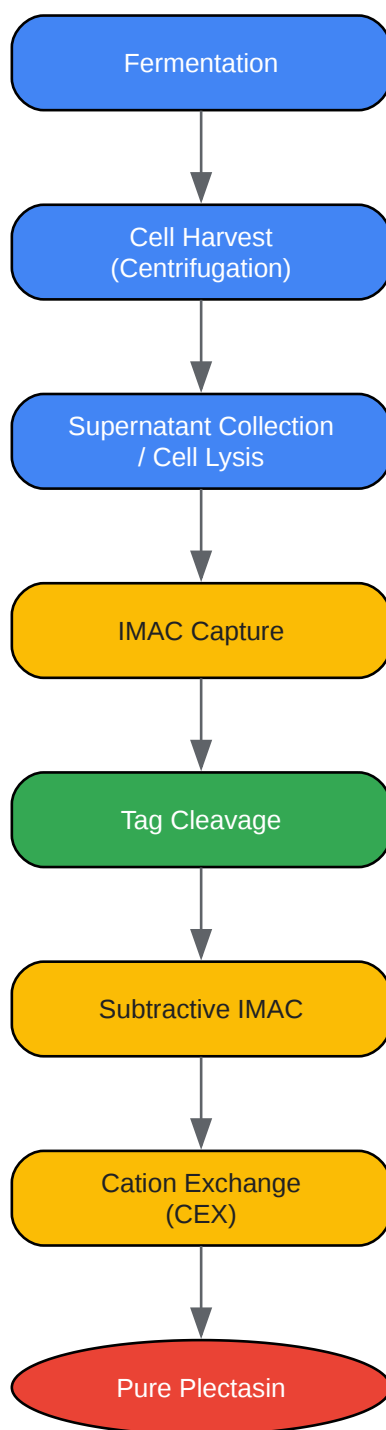 Fermentation
Cell Harvest
(Centrifugation)
Supernatant Collection
/ Cell Lysis
IMAC Capture
Tag Cleavage
Subtractive IMAC
Cation Exchange
(CEX)
Pure Plectasin